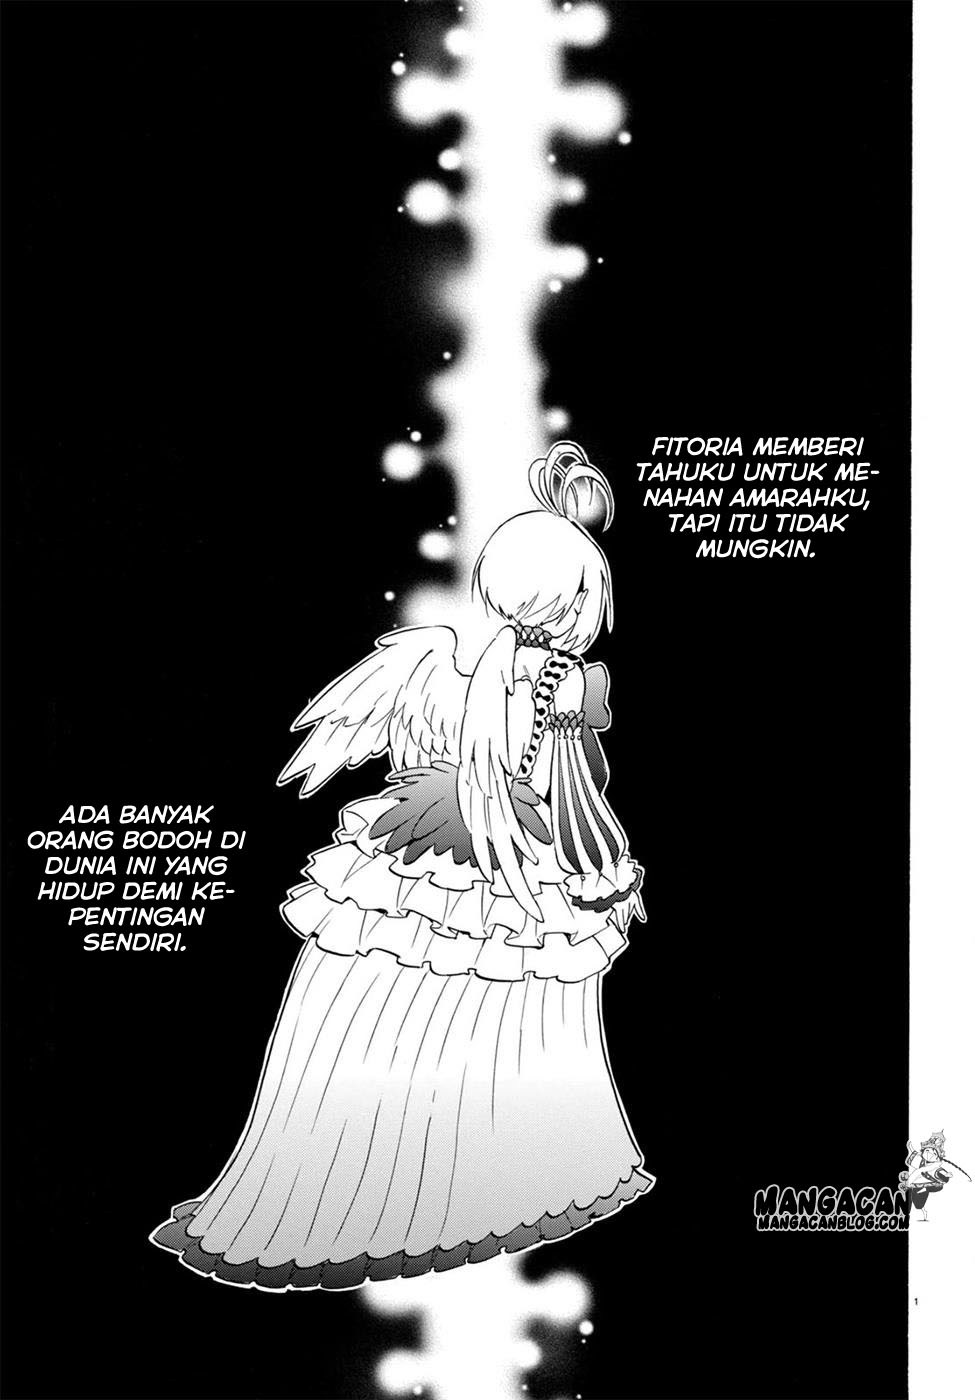 FITORIA MEMBERI
TAHUKU UNTUK ME-
NAHAN AMARAHKU,
TAPI ITU TIDAK
MUNGKIN.
ADA BANYAK
ORANG BODOH DI
DUNIA INI YANG
HIDUP DEMI KE-
PENTINGAN
SENDIRI.
MANGACAN
MANGACANBLOG.COM
1